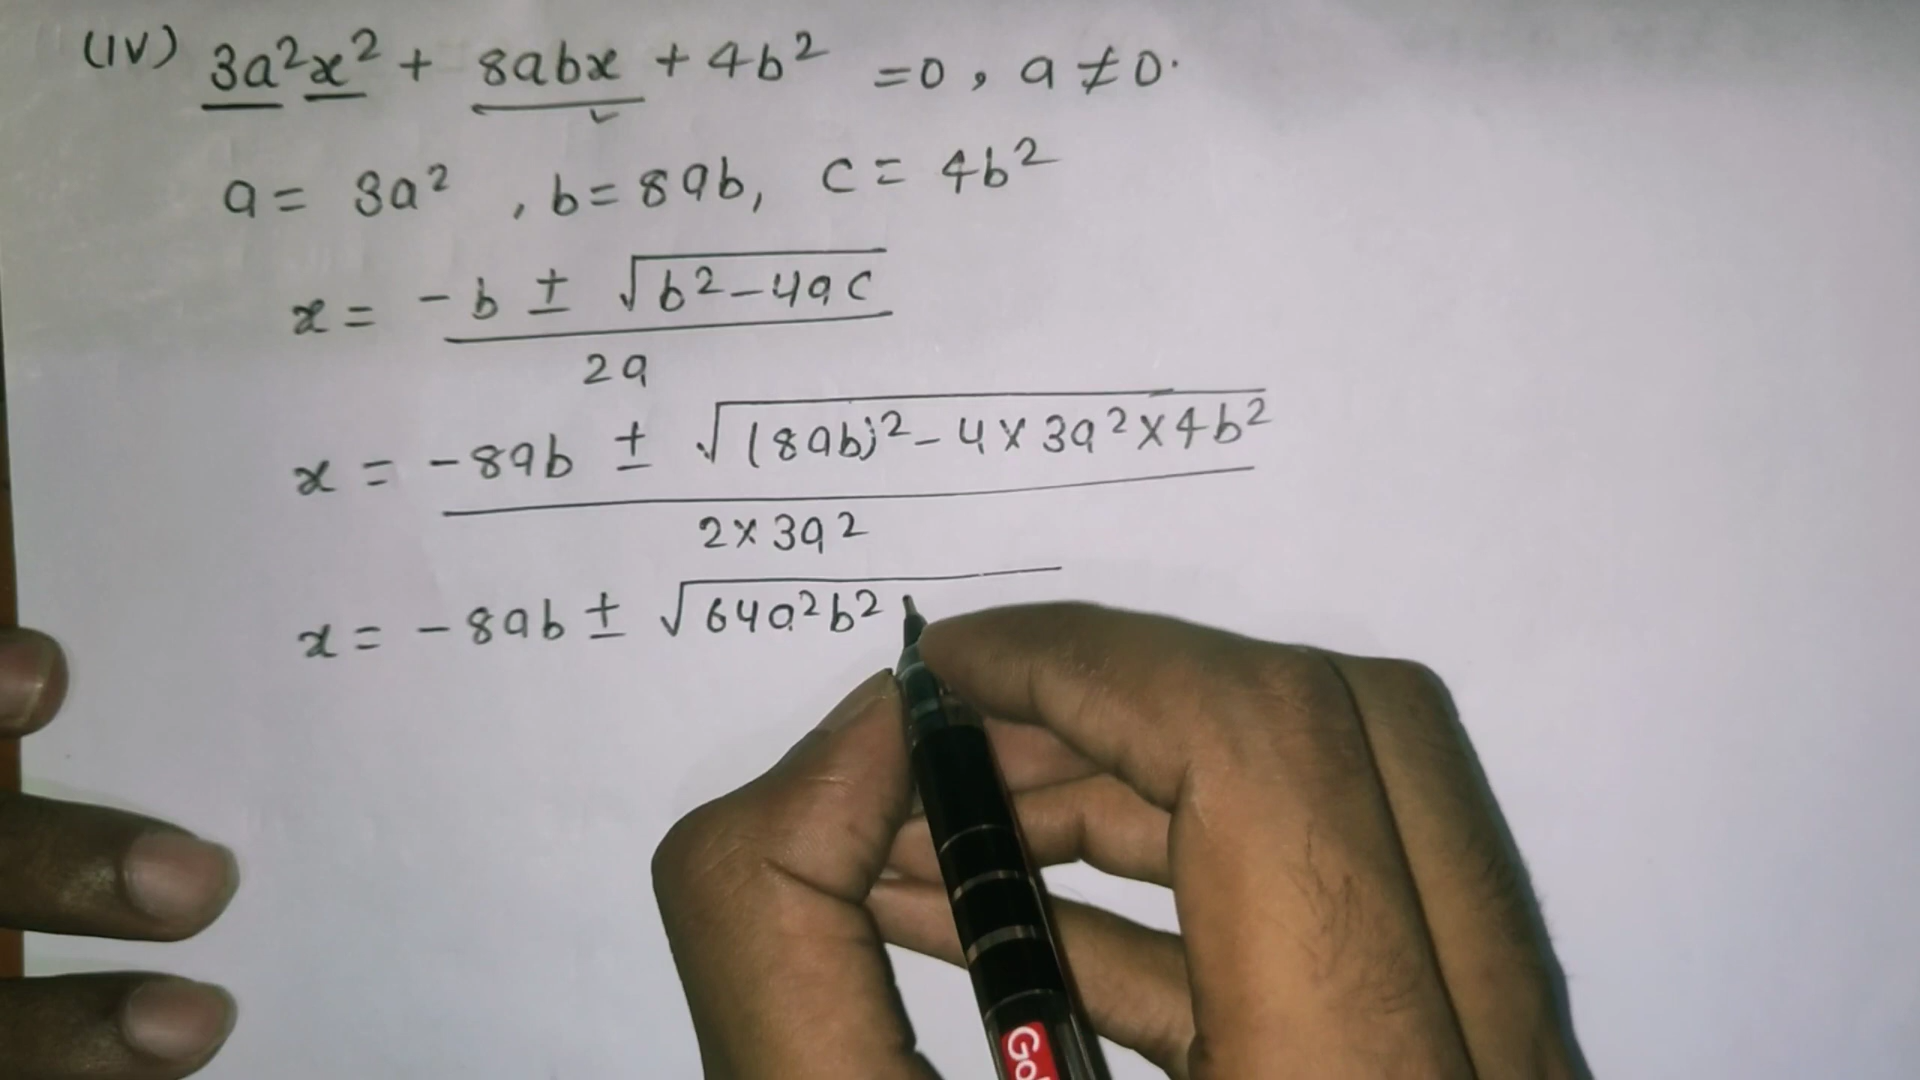 (IV) 3a²x² + 8abx + 4b² = 0, a ≠ 0.
a = 3a², b = 8ab, c = 4b²
x = -b ± √b²-4ac
2a
x = -8ab ± √(8ab)² - 4 × 3a² × 4b²
2 × 3a²
x = -8ab ± √64a²b²